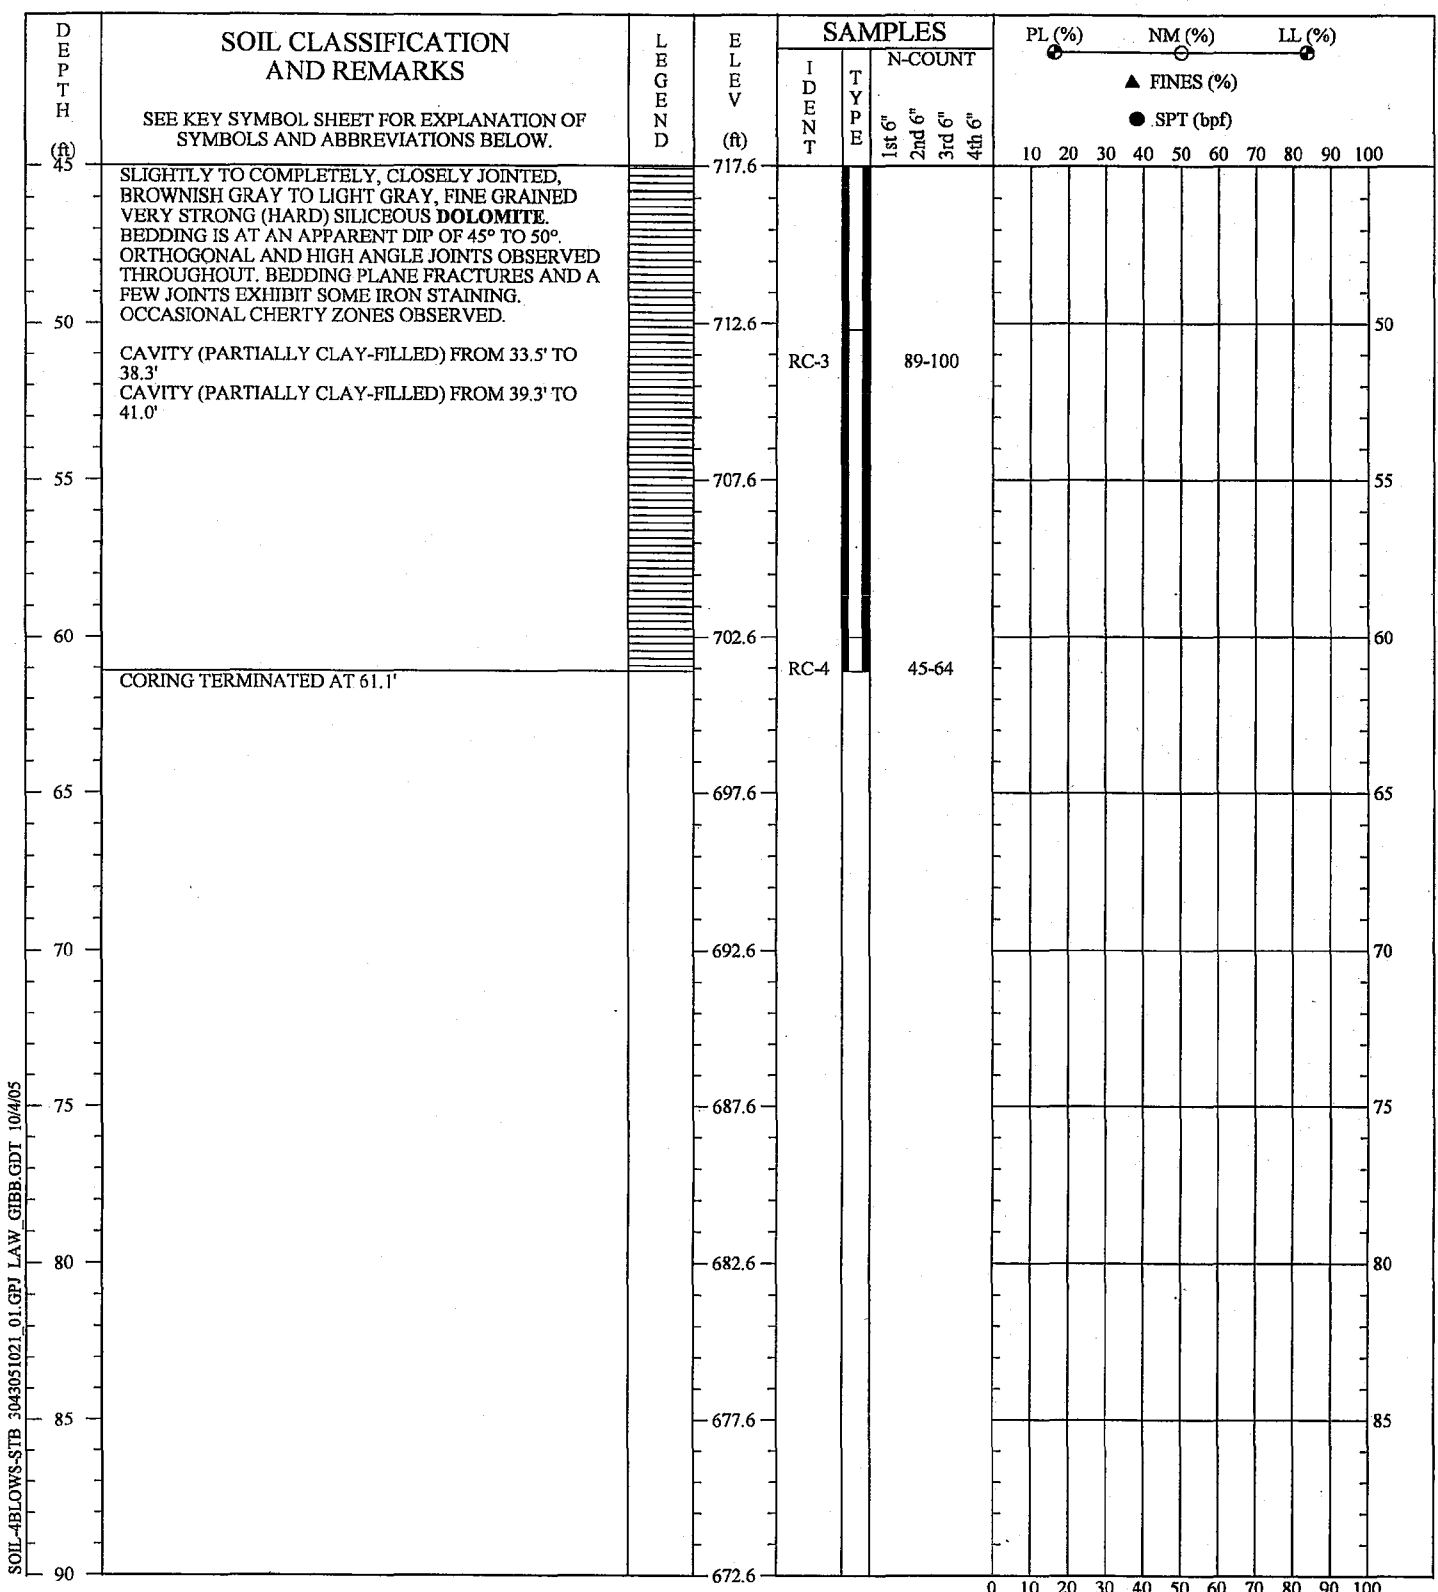 DEPTH (ft)
SOIL CLASSIFICATION
AND REMARKS
SEE KEY SYMBOL SHEET FOR EXPLANATION OF
SYMBOLS AND ABBREVIATIONS BELOW.
LEGEND
ELEV (ft)
SAMPLES
IDENT
TYPE
N-COUNT
1st 6"
2nd 6"
3rd 6"
4th 6"
PL (%) NM (%) LL (%)
▲ FINES (%)
● SPT (bpf)
10 20 30 40 50 60 70 80 90 100
45 717.6
SLIGHTLY TO COMPLETELY, CLOSELY JOINTED,
BROWNISH GRAY TO LIGHT GRAY, FINE GRAINED
VERY STRONG (HARD) SILICEOUS DOLOMITE.
BEDDING IS AT AN APPARENT DIP OF 45° TO 50°.
ORTHOGONAL AND HIGH ANGLE JOINTS OBSERVED
THROUGHOUT. BEDDING PLANE FRACTURES AND A
FEW JOINTS EXHIBIT SOME IRON STAINING.
OCCASIONAL CHERTY ZONES OBSERVED.
50 712.6 50
CAVITY (PARTIALLY CLAY-FILLED) FROM 33.5' TO
38.3'
RC-3 89-100
CAVITY (PARTIALLY CLAY-FILLED) FROM 39.3' TO
41.0'
55 707.6 55
60 702.6 60
RC-4 45-64
CORING TERMINATED AT 61.1'
65 697.6 65
70 692.6 70
75 687.6 75
80 682.6 80
85 677.6 85
90 672.6
0 10 20 30 40 50 60 70 80 90 100
SOIL-4BLOWS-STB 3043051021_01.GPJ LAW_GIBB.GDT 10/4/05